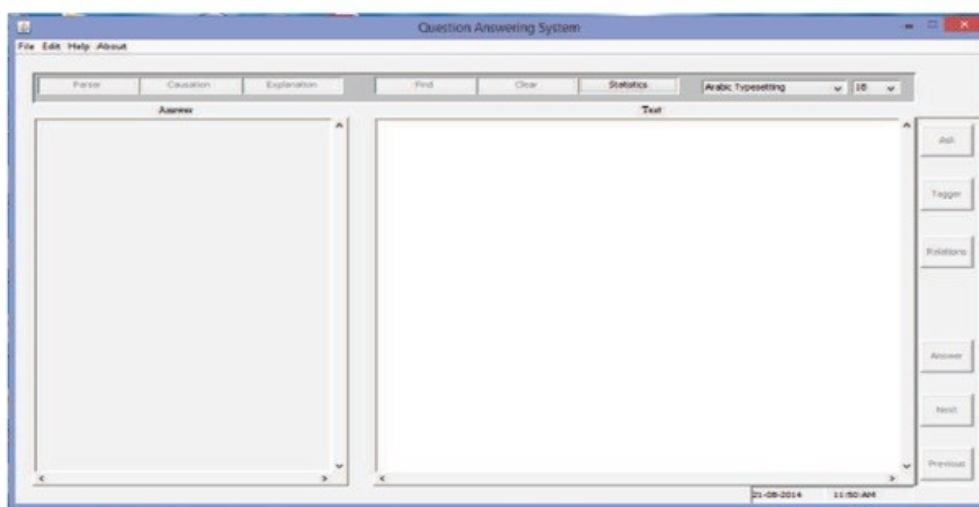 Question Answering System
File Edit Help About
Parser Causation Explanation Find Clear Statistics Arabic Typesetting 18
Answer Text
Ask
Tagger
Relations
Answer
Next
Previous
21-08-2014 11:50 AM